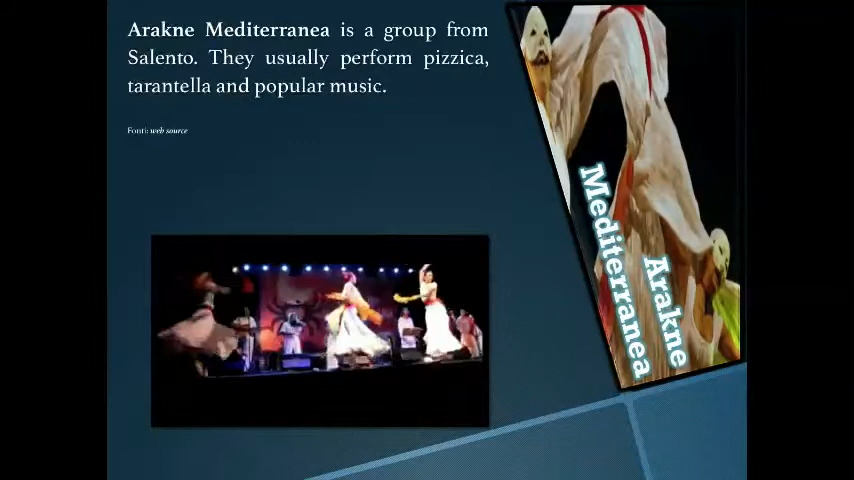 Arakne Mediterranea is a group from
Salento. They usually perform pizzica,
tarantella and popular music.
Fonti: web source
Arakne
Mediterranea